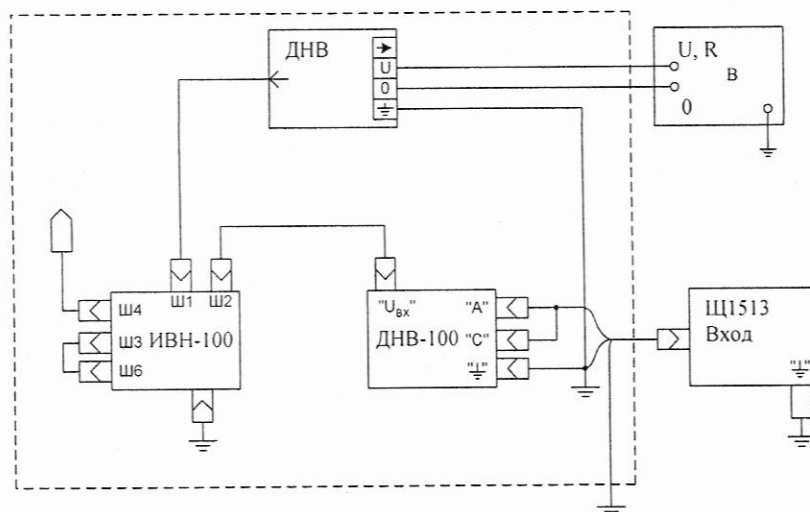 ДНВ
U
0
U, R
В
0
Ш1 Ш2
Ш4
Ш3 ИВН-100
Ш6
"Uвх" "А"
ДНВ-100 "С"
"⏚"
Щ1513
Вход
"⏚"